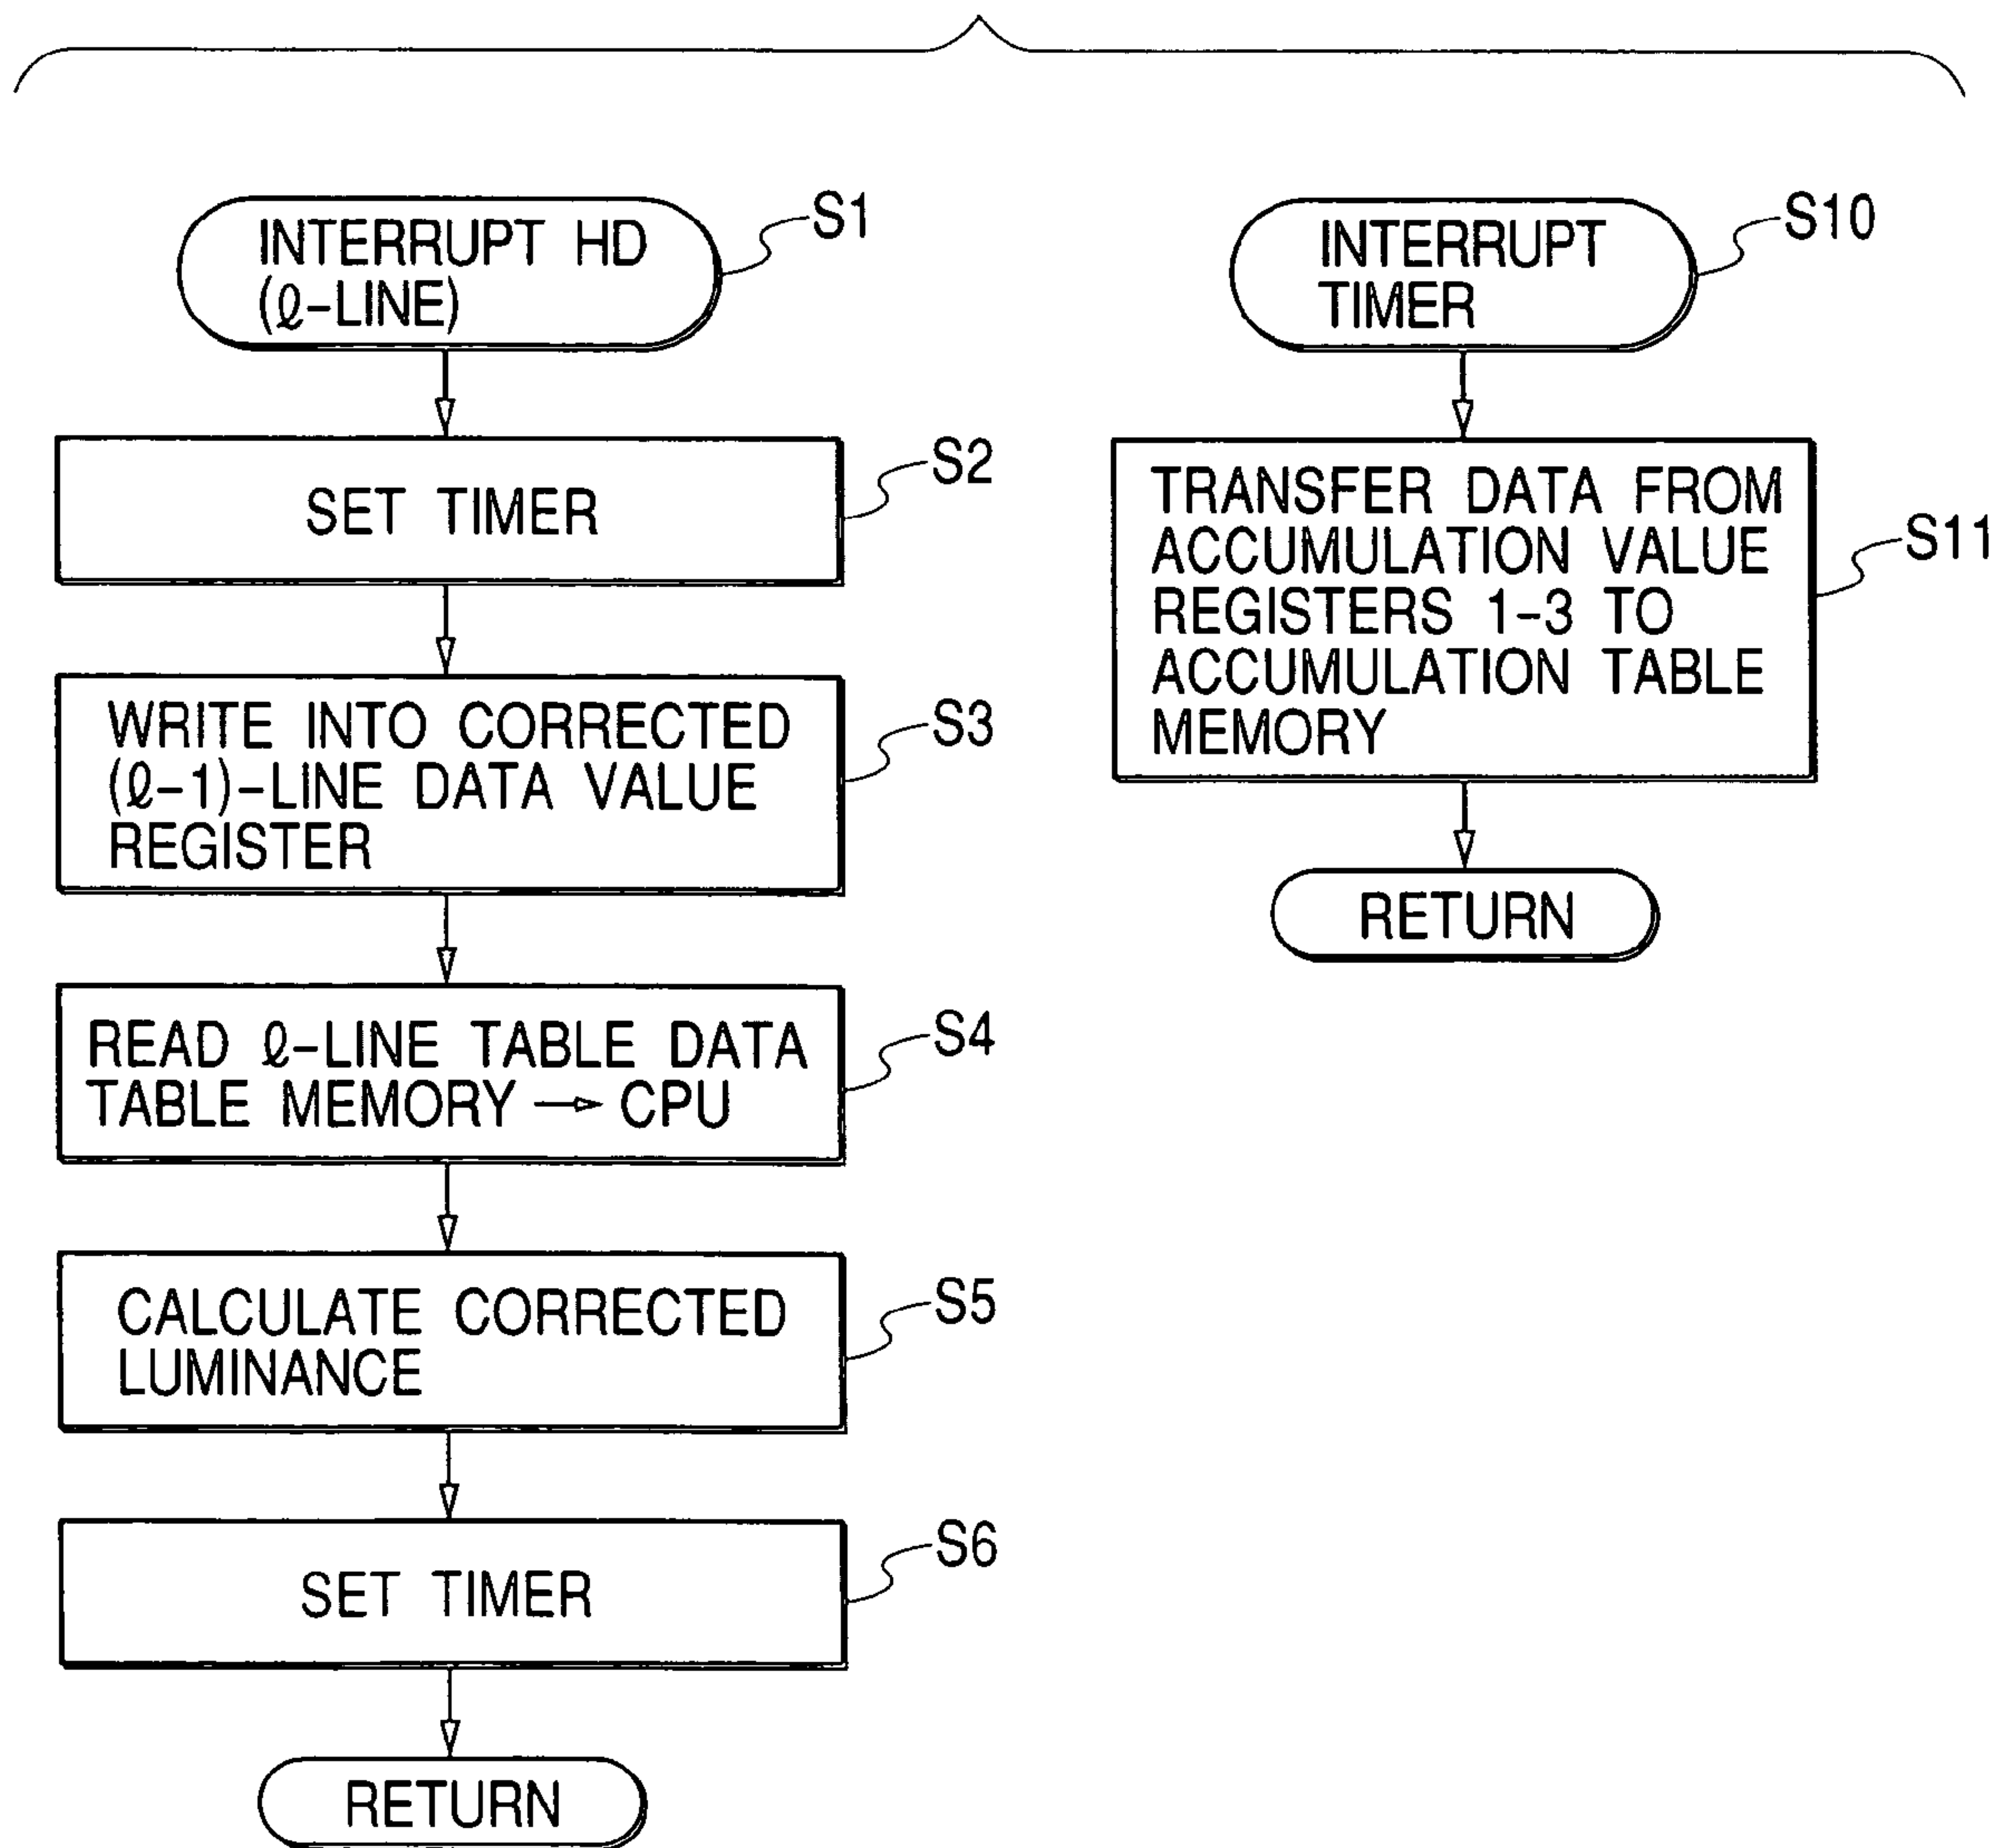 INTERRUPT HD
(ℓ-LINE)
S1
SET TIMER
S2
WRITE INTO CORRECTED
(ℓ-1)-LINE DATA VALUE
REGISTER
S3
READ ℓ-LINE TABLE DATA
TABLE MEMORY → CPU
S4
CALCULATE CORRECTED
LUMINANCE
S5
SET TIMER
S6
RETURN
INTERRUPT
TIMER
S10
TRANSFER DATA FROM
ACCUMULATION VALUE
REGISTERS 1-3 TO
ACCUMULATION TABLE
MEMORY
S11
RETURN